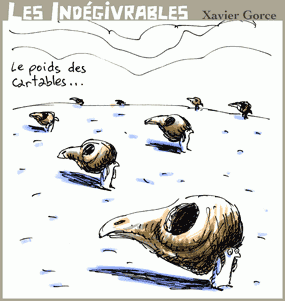 Les Indégivrables Xavier Gorce
Le poids des
cartables...